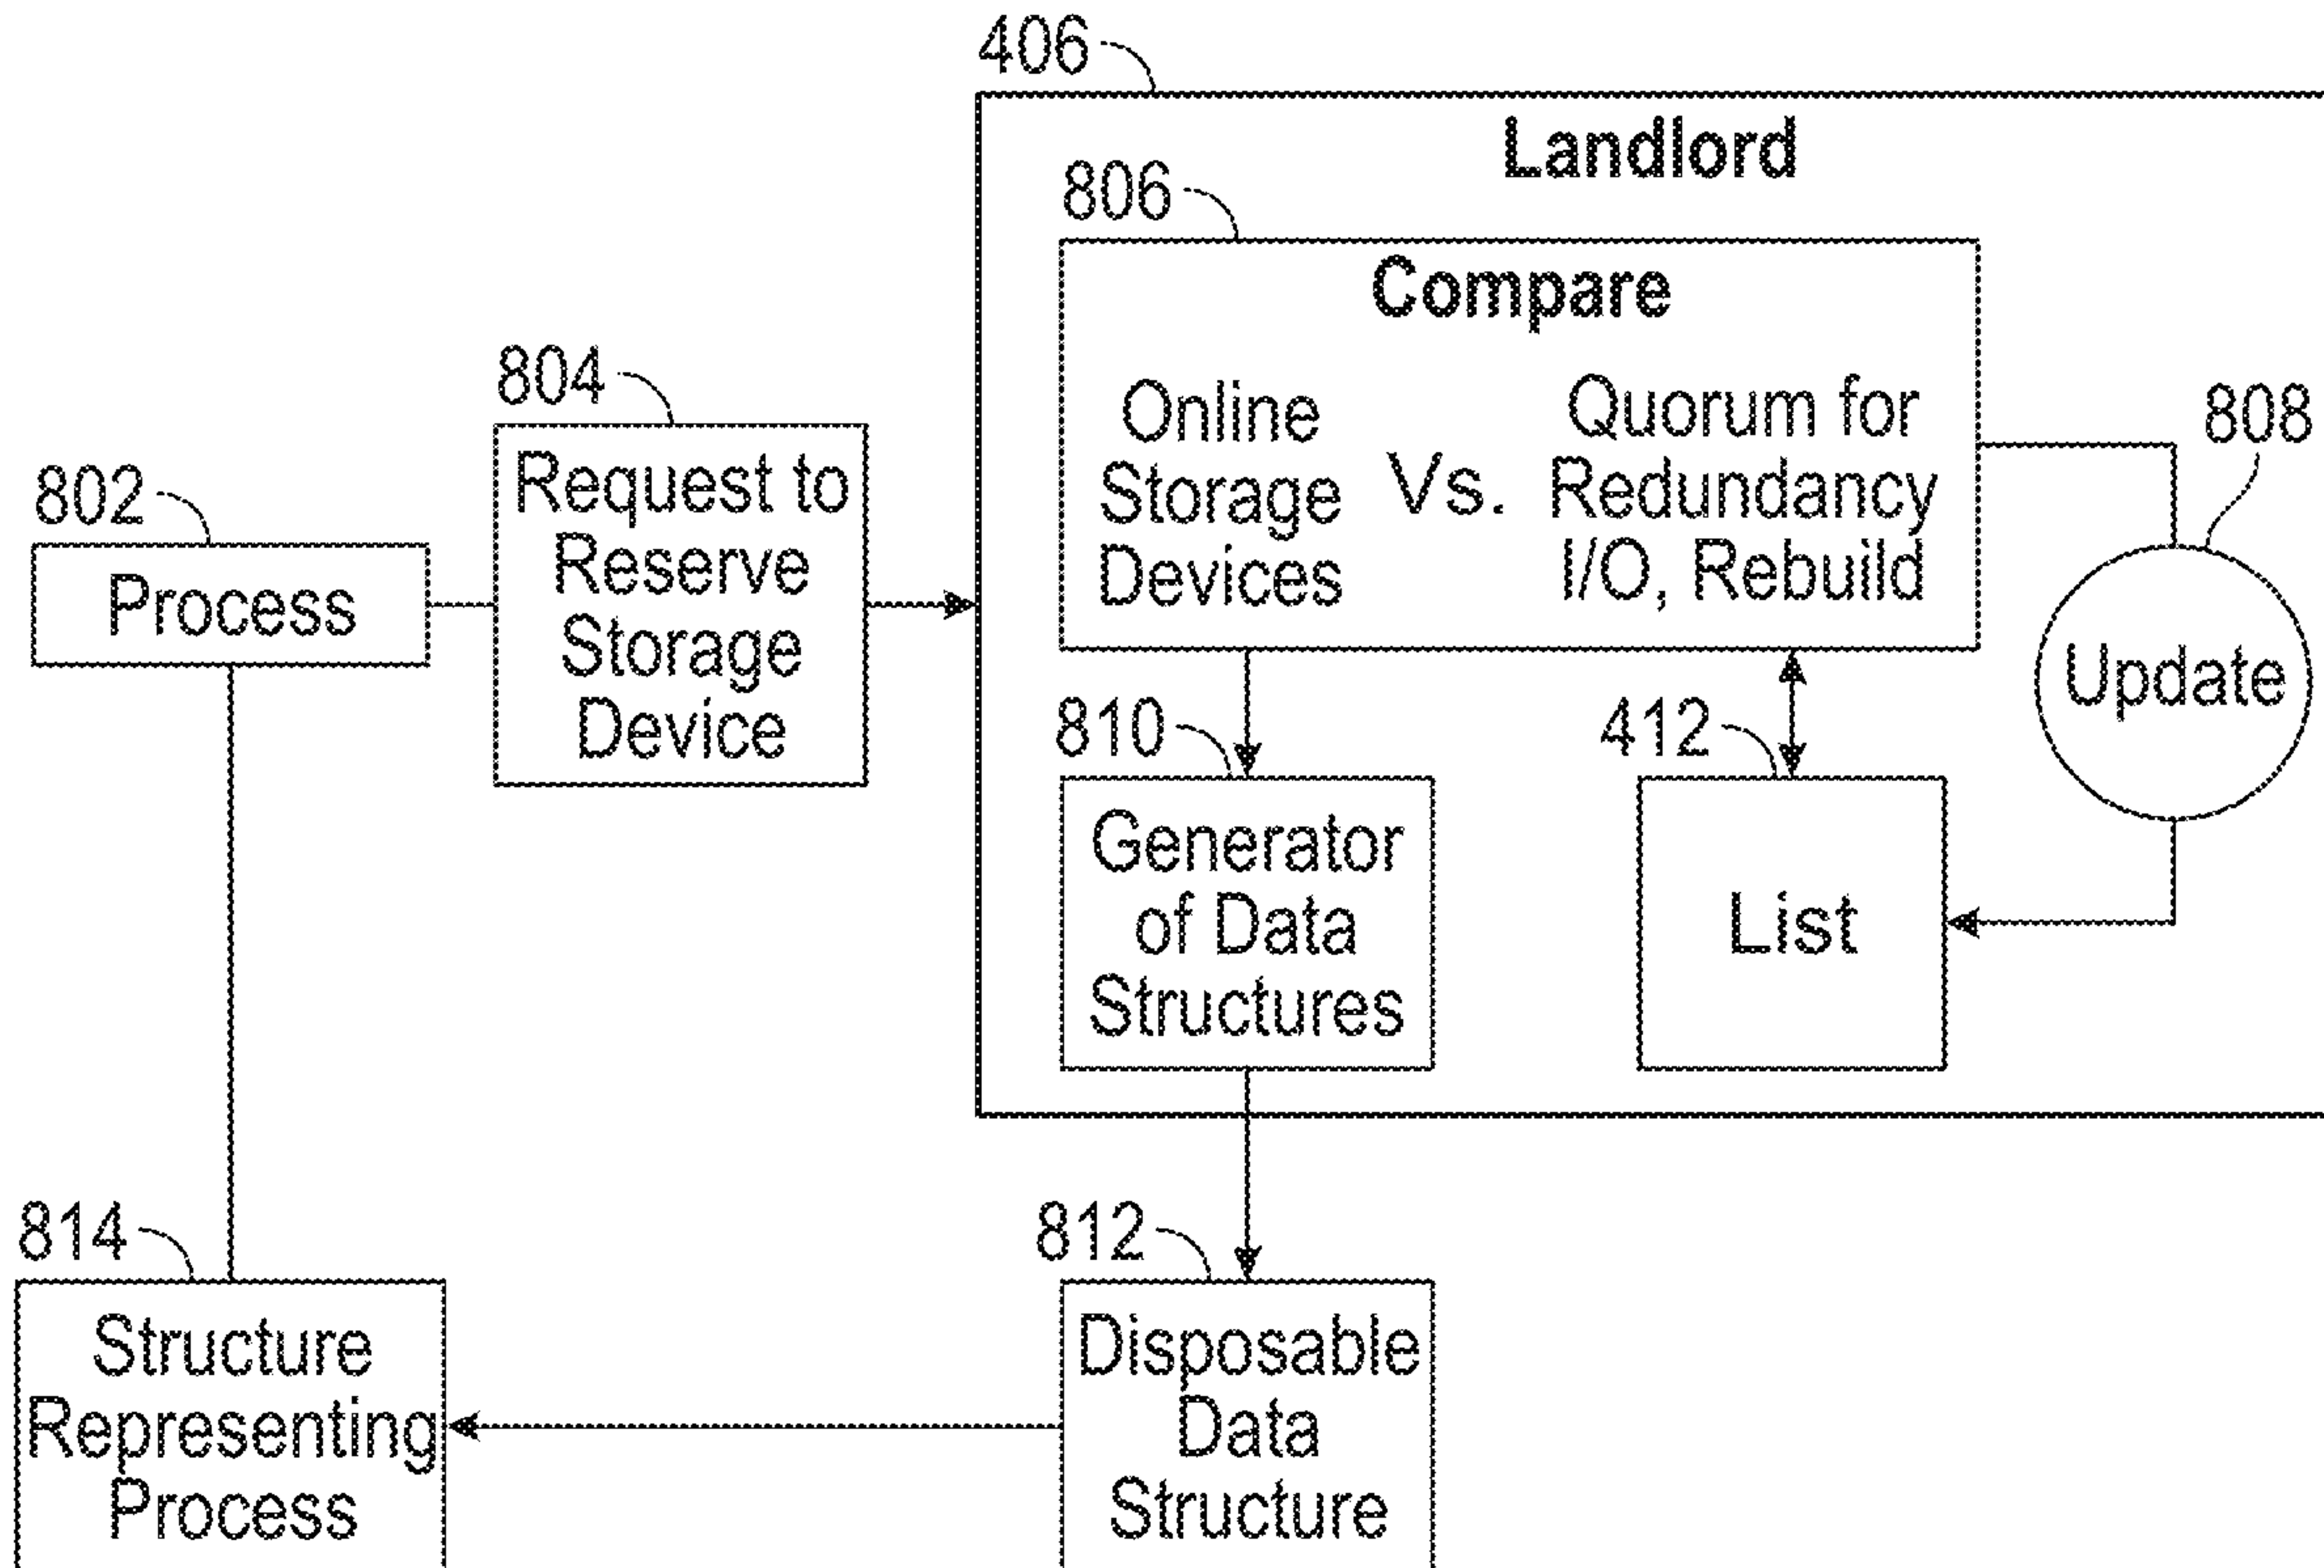 406
Landlord
806
Compare
Online
Storage
Devices
Vs.
Quorum for
Redundancy
I/O, Rebuild
808
Update
804
Request to
Reserve
Storage
Device
802
Process
810
Generator
of Data
Structures
412
List
814
Structure
Representing
Process
812
Disposable
Data
Structure